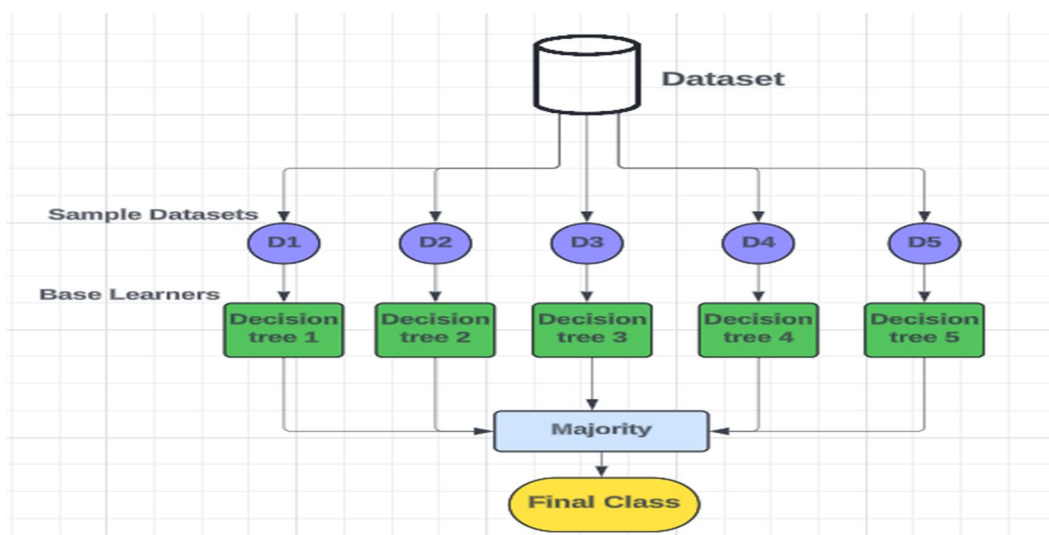 Dataset
Sample Datasets
D1
D2
D3
D4
D5
Base Learners
Decision
tree 1
Decision
tree 2
Decision
tree 3
Decision
tree 4
Decision
tree 5
Majority
Final Class